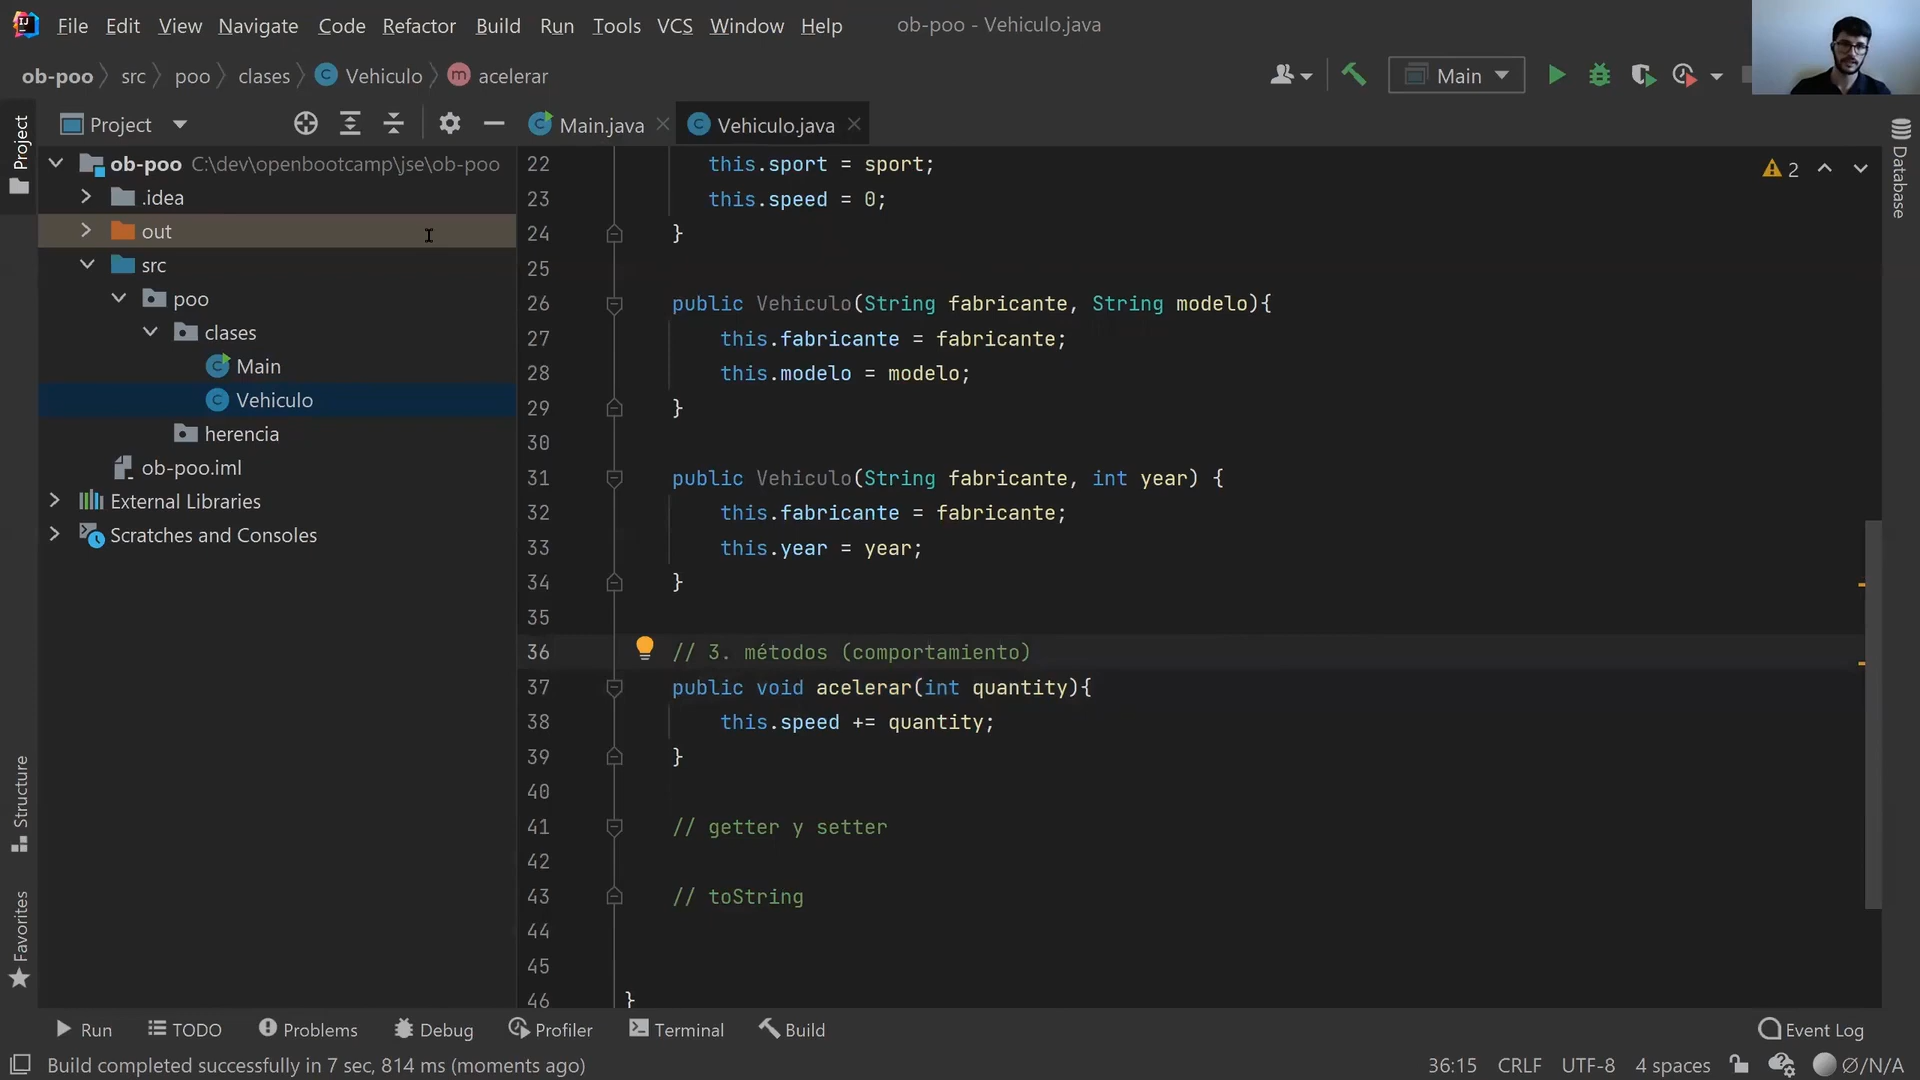 File Edit View Navigate Code Refactor Build Run Tools VCS Window Help ob-poo - Vehiculo.java
ob-poo src poo clases Vehiculo acelerar Main
Project Main.java Vehiculo.java
Project
ob-poo C:\dev\openbootcamp\jse\ob-poo
.idea
out
src
poo
clases
Main
Vehiculo
herencia
ob-poo.iml
External Libraries
Scratches and Consoles
Structure
Favorites
2
Database
22 this.sport = sport;
23 this.speed = 0;
24 }
25
26 public Vehiculo(String fabricante, String modelo){
27 this.fabricante = fabricante;
28 this.modelo = modelo;
29 }
30
31 public Vehiculo(String fabricante, int year) {
32 this.fabricante = fabricante;
33 this.year = year;
34 }
35
36 // 3. métodos (comportamiento)
37 public void acelerar(int quantity){
38 this.speed += quantity;
39 }
40
41 // getter y setter
42
43 // toString
44
45
46 }
Run TODO Problems Debug Profiler Terminal Build Event Log
Build completed successfully in 7 sec, 814 ms (moments ago) 36:15 CRLF UTF-8 4 spaces Ø/N/A